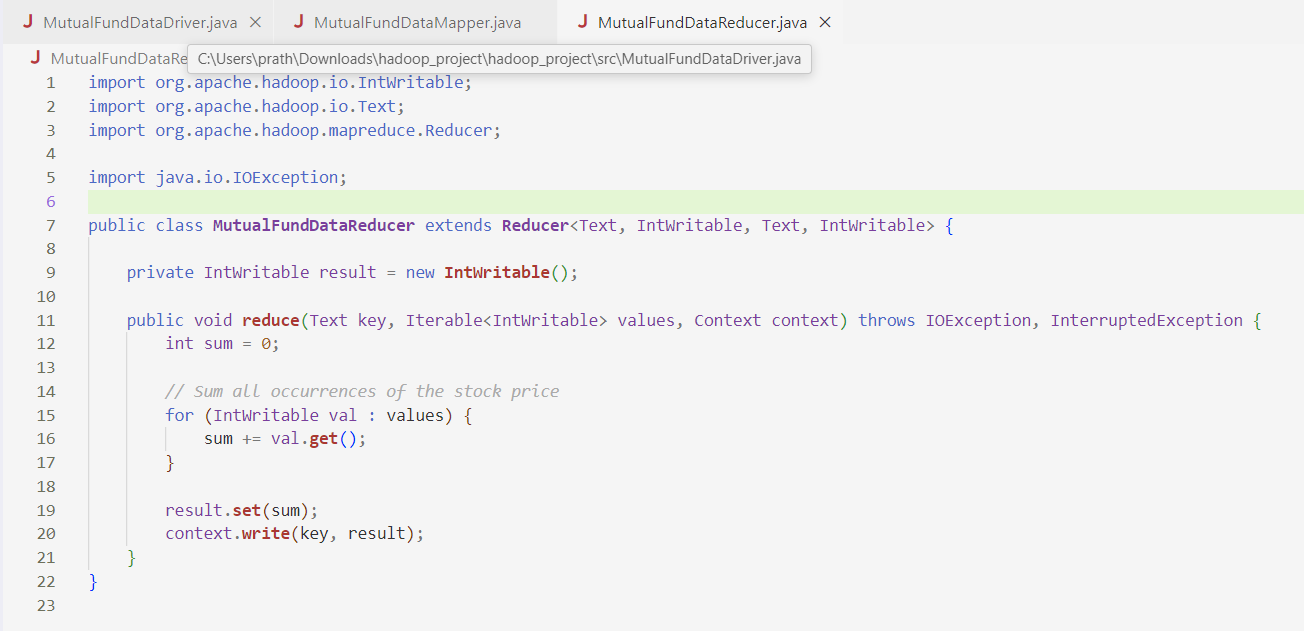 MutualFundDataDriver.java
MutualFundDataMapper.java
MutualFundDataReducer.java
MutualFundDataRe
C:\Users\prath\Downloads\hadoop_project\hadoop_project\src\MutualFundDataDriver.java
1 import org.apache.hadoop.io.IntWritable;
2 import org.apache.hadoop.io.Text;
3 import org.apache.hadoop.mapreduce.Reducer;
4
5 import java.io.IOException;
6
7 public class MutualFundDataReducer extends Reducer<Text, IntWritable, Text, IntWritable> {
8
9     private IntWritable result = new IntWritable();
10
11     public void reduce(Text key, Iterable<IntWritable> values, Context context) throws IOException, InterruptedException {
12         int sum = 0;
13
14         // Sum all occurrences of the stock price
15         for (IntWritable val : values) {
16             sum += val.get();
17         }
18
19         result.set(sum);
20         context.write(key, result);
21     }
22 }
23